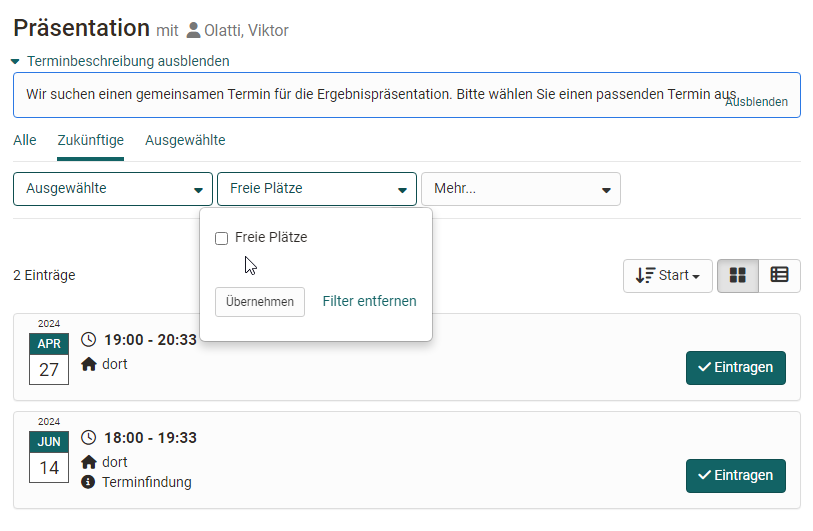 Präsentation mit Olatti, Viktor
Terminbeschreibung ausblenden
Wir suchen einen gemeinsamen Termin für die Ergebnispräsentation. Bitte wählen Sie einen passenden Termin aus.
Ausblenden
Alle Zukünftige Ausgewählte
Ausgewählte Freie Plätze Mehr...
Freie Plätze
2 Einträge Start
Übernehmen Filter entfernen
2024
APR
27
19:00 - 20:33
dort
Eintragen
2024
JUN
14
18:00 - 19:33
dort
Terminfindung
Eintragen